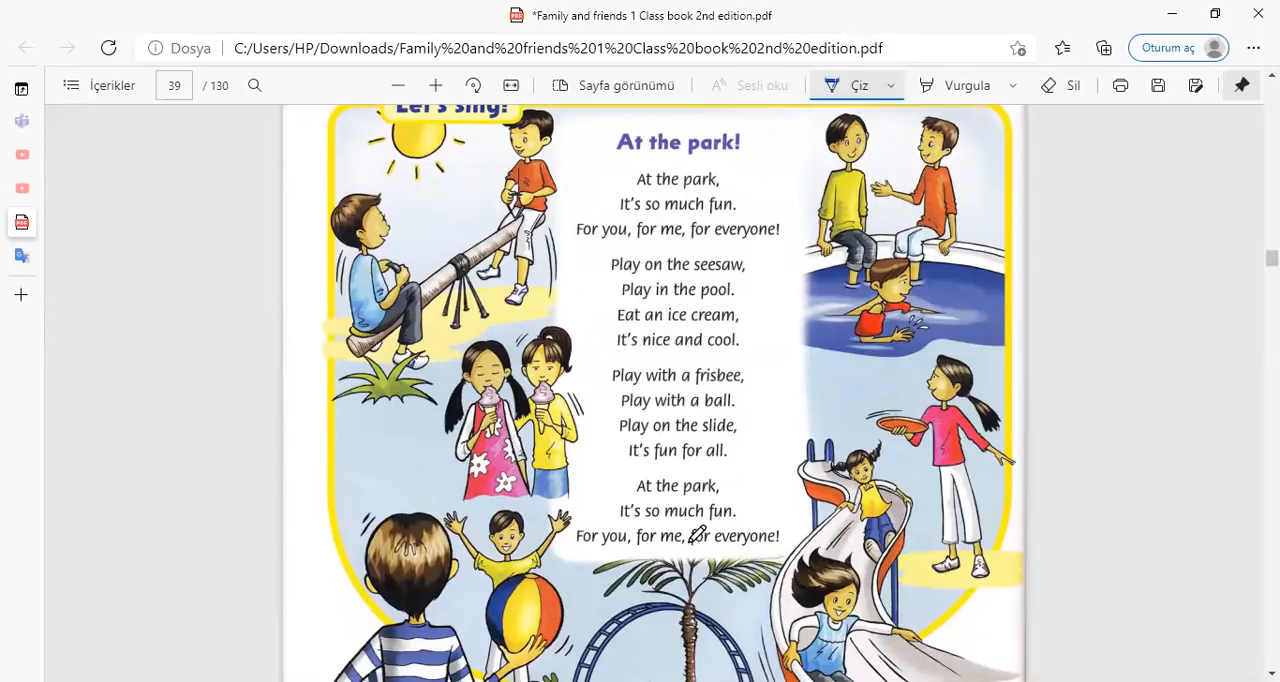 *Family and friends 1 Class book 2nd edition.pdf
Dosya C:/Users/HP/Downloads/Family%20and%20friends%201%20Class%20book%202nd%20edition.pdf Oturum aç
İçerikler 39 / 130 Sayfa görünümü Sesli oku Çiz Vurgula Sil
Let's sing!
At the park!
At the park,
It's so much fun.
For you, for me, for everyone!
Play on the seesaw,
Play in the pool.
Eat an ice cream,
It's nice and cool.
Play with a frisbee,
Play with a ball.
Play on the slide,
It's fun for all.
At the park,
It's so much fun.
For you, for me, for everyone!